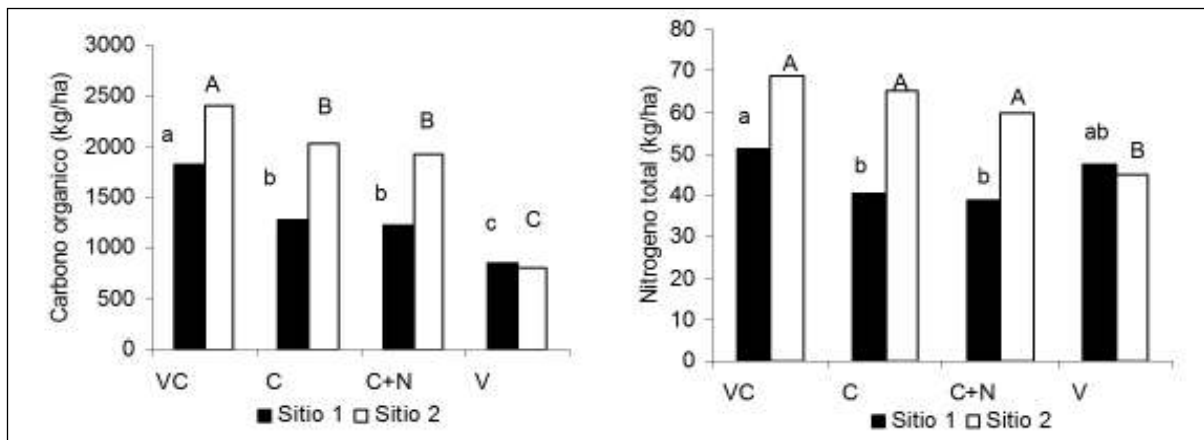 Carbono organico (kg/ha)
3000
2500
2000
1500
1000
500
0
a
A
b
B
b
B
c
C
VC
C
C+N
V
Sitio 1
Sitio 2
Nitrogeno total (kg/ha)
80
70
60
50
40
30
20
10
0
a
A
b
A
b
A
ab
B
VC
C
C+N
V
Sitio 1
Sitio 2